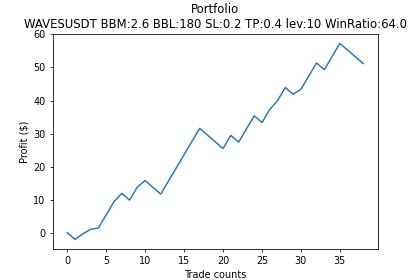 Portfolio
WAVESUSDT BBM:2.6 BBL:180 SL:0.2 TP:0.4 lev:10 WinRatio:64.0
60
50
40
30
20
10
0
Profit ($)
0 5 10 15 20 25 30 35
Trade counts